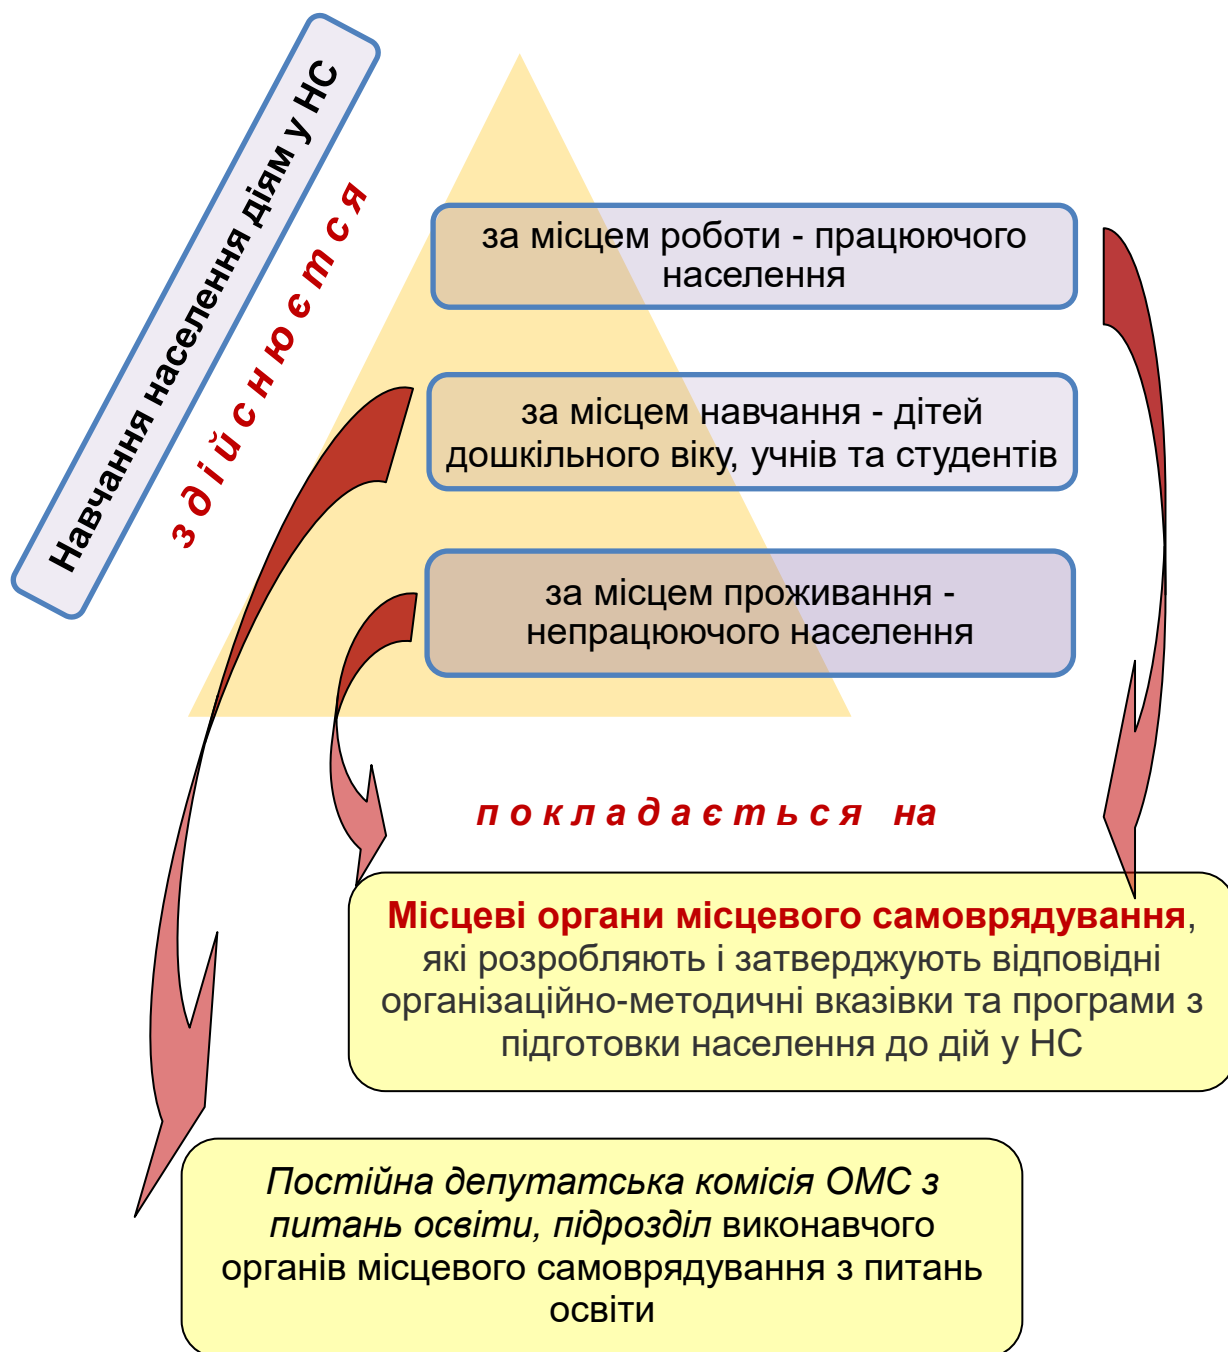 Навчання населення діям у НС
здійснюється
за місцем роботи - працюючого
населення
за місцем навчання - дітей
дошкільного віку, учнів та студентів
за місцем проживання -
непрацюючого населення
покладається на
Місцеві органи місцевого самоврядування,
які розробляють і затверджують відповідні
організаційно-методичні вказівки та програми з
підготовки населення до дій у НС
Постійна депутатська комісія ОМС з
питань освіти, підрозділ виконавчого
органів місцевого самоврядування з питань
освіти